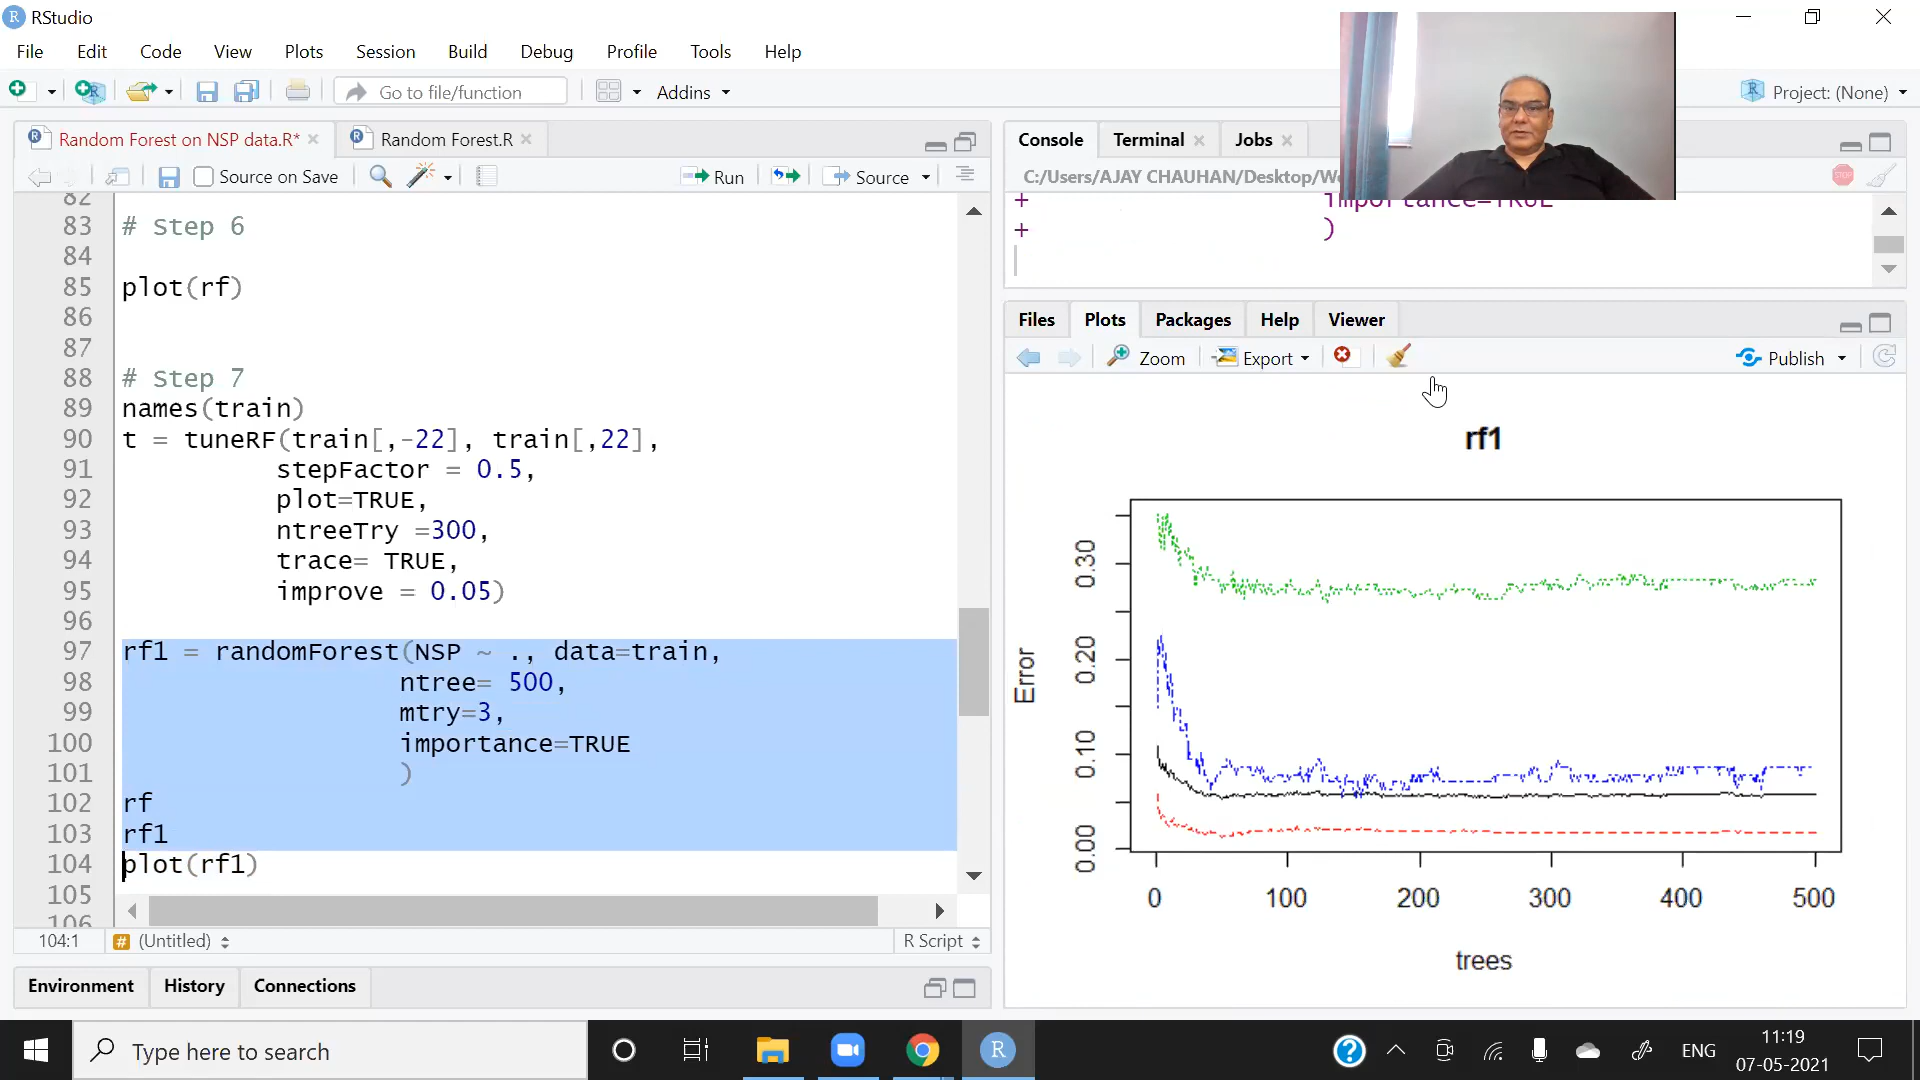 RStudio
File Edit Code View Plots Session Build Debug Profile Tools Help
Go to file/function Addins Project: (None)
Random Forest on NSP data.R* Random Forest.R
Source on Save Run Source
82
83 # Step 6
84
85 plot(rf)
86
87
88 # Step 7
89 names(train)
90 t = tuneRF(train[,-22], train[,22],
91 stepFactor = 0.5,
92 plot=TRUE,
93 ntreeTry =300,
94 trace= TRUE,
95 improve = 0.05)
96
97 rf1 = randomForest(NSP ~ ., data=train,
98 ntree= 500,
99 mtry=3,
100 importance=TRUE
101 )
102 rf
103 rf1
104 plot(rf1)
105
106
104:1 # (Untitled) R Script
Environment History Connections
Console Terminal Jobs
C:/Users/AJAY CHAUHAN/Desktop/
+ importance=TRUE
+ )
STOP
Files Plots Packages Help Viewer
Zoom Export Publish
rf1
Error
0.30
0.20
0.10
0.00
0 100 200 300 400 500
trees
Type here to search
R
ENG
11:19
07-05-2021